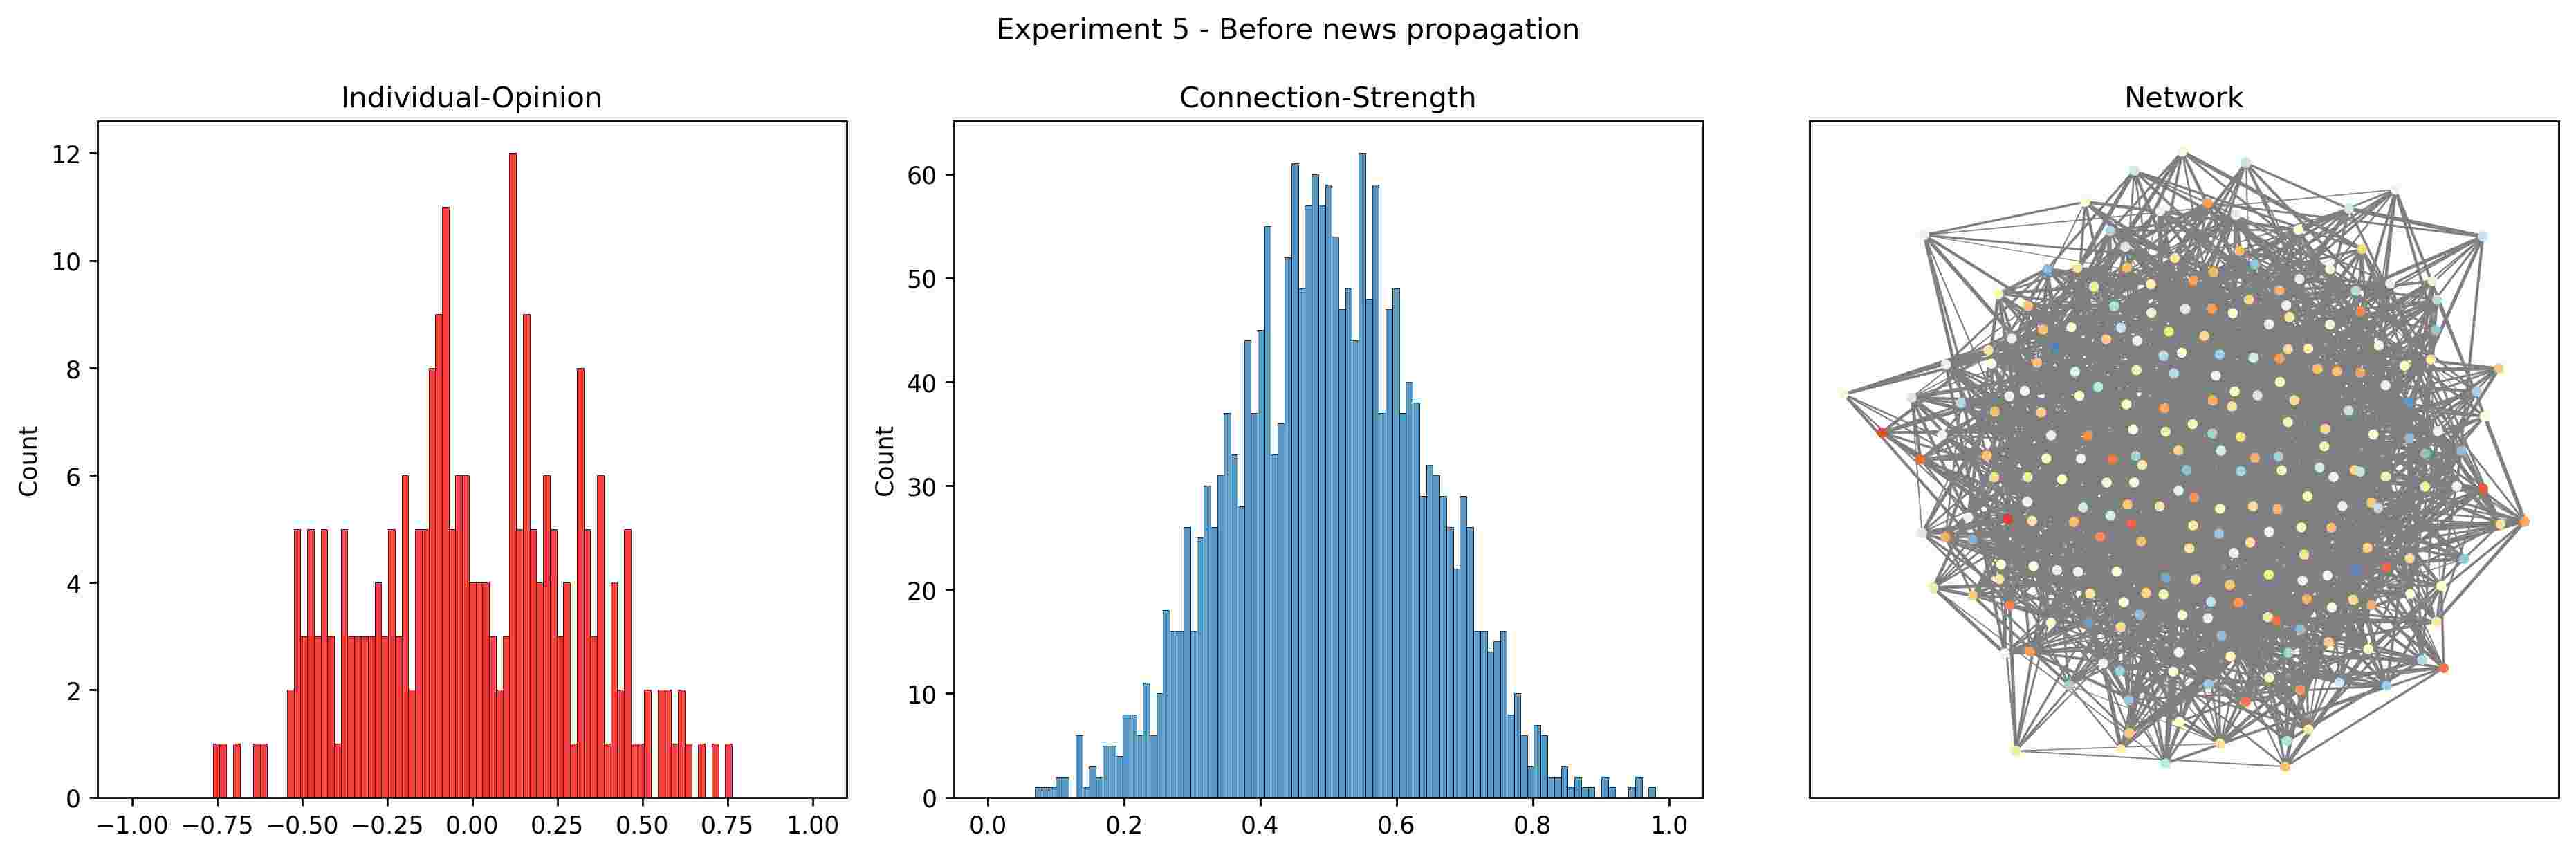 Experiment 5 - Before news propagation
Individual-Opinion
Count
12
10
8
6
4
2
0
−1.00 −0.75 −0.50 −0.25 0.00 0.25 0.50 0.75 1.00
Connection-Strength
Count
60
50
40
30
20
10
0
0.0 0.2 0.4 0.6 0.8 1.0
Network